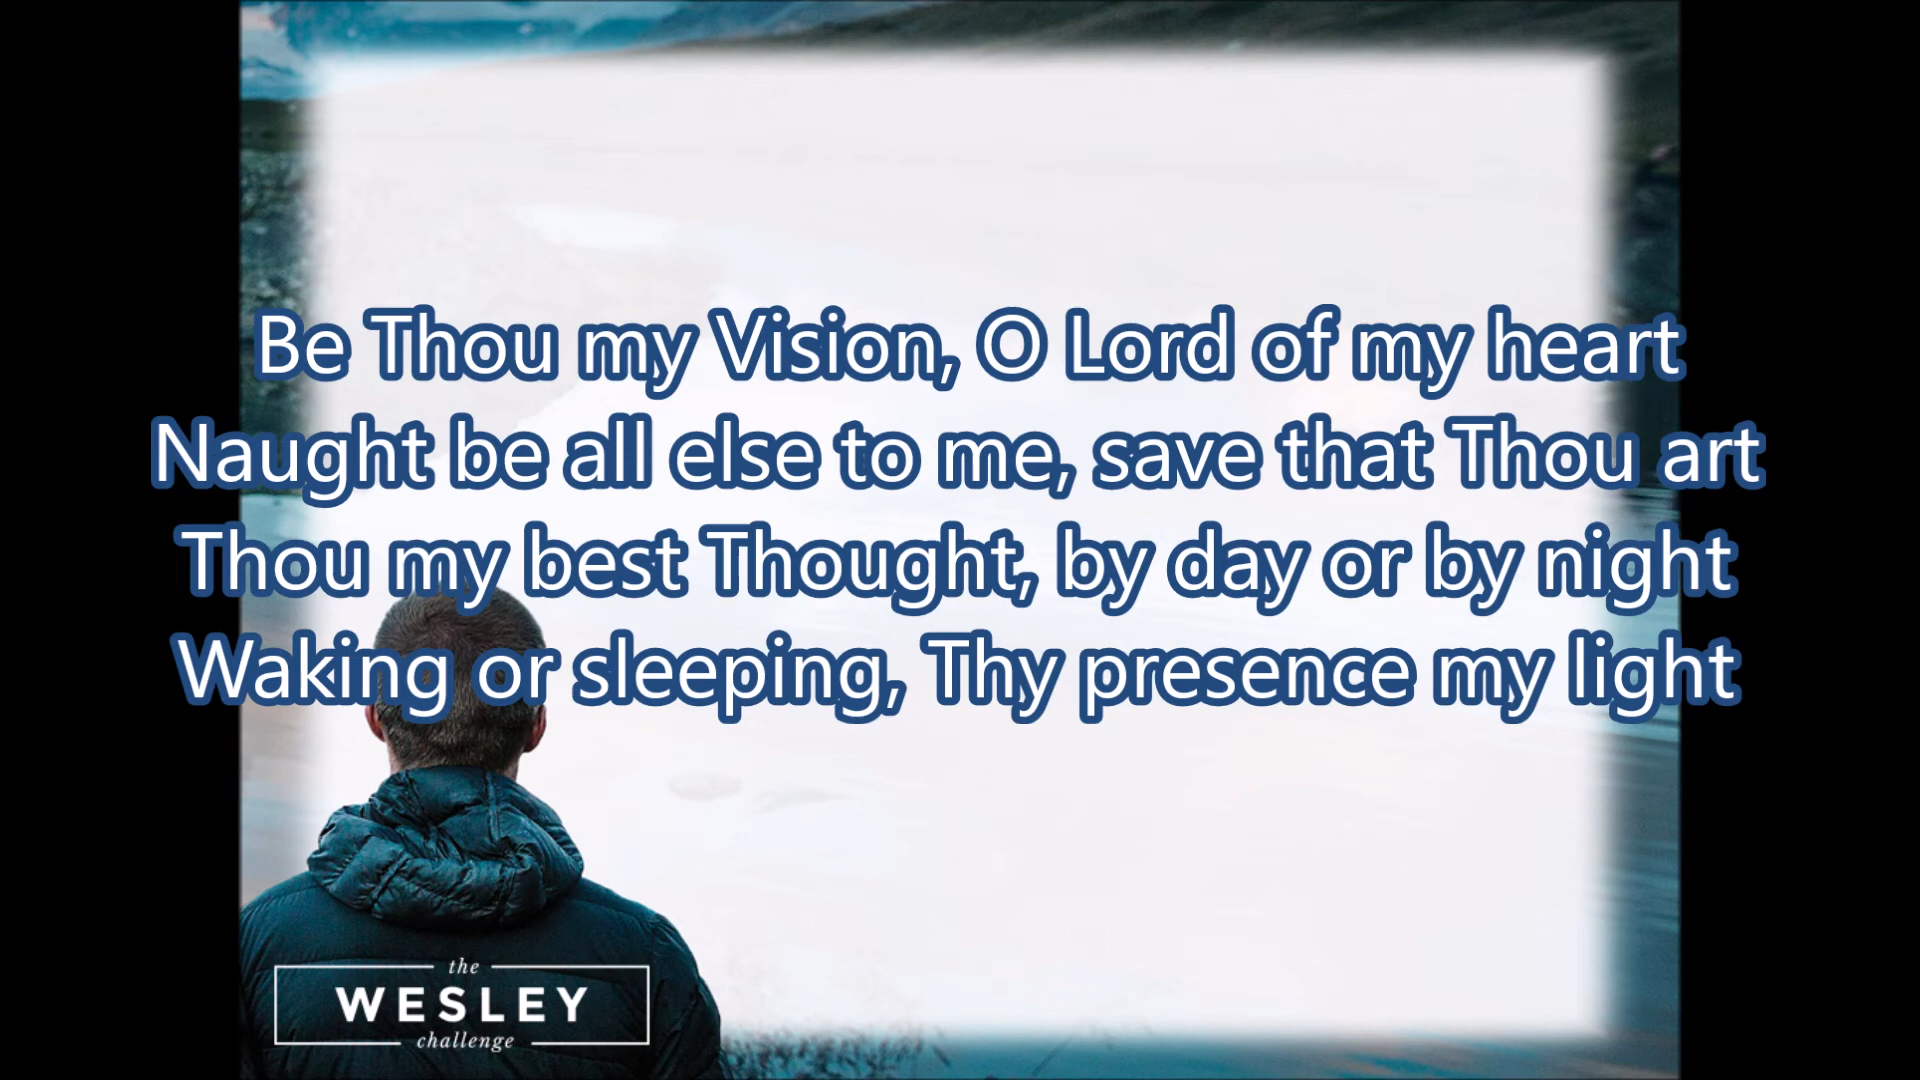 Be Thou my Vision, O Lord of my heart
Naught be all else to me, save that Thou art
Thou my best Thought, by day or by night
Waking or sleeping, Thy presence my light
the
WESLEY
challenge